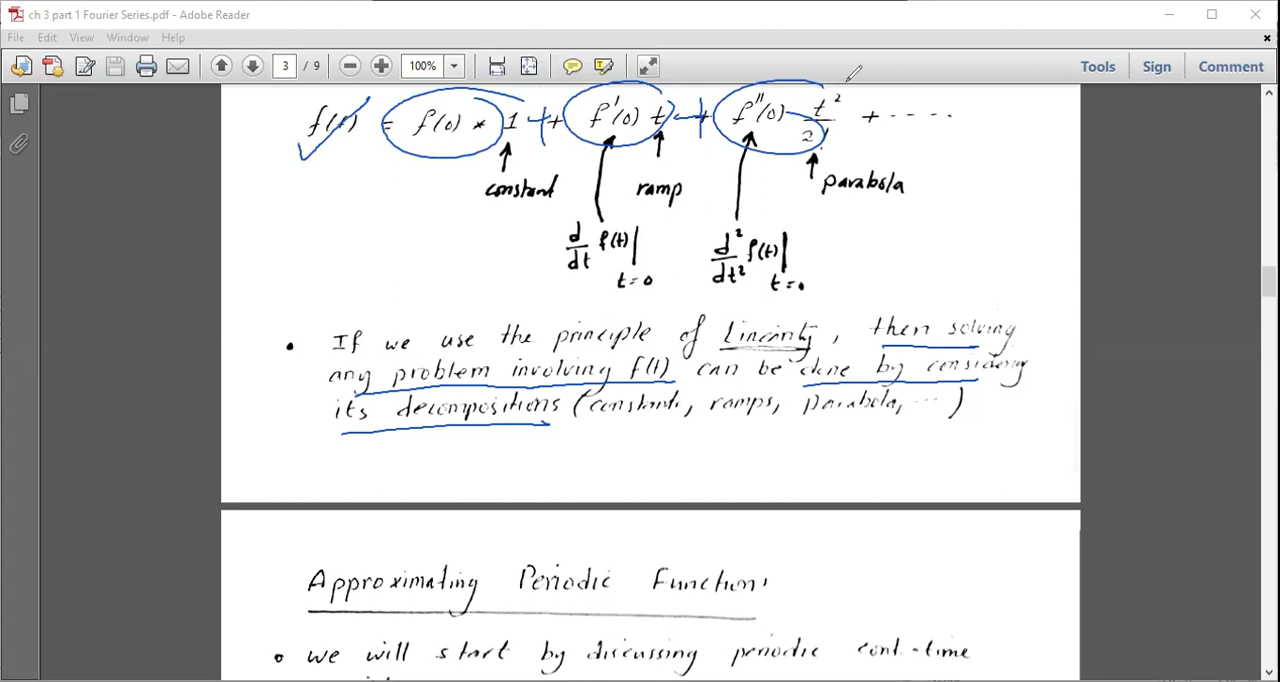 ch 3 part 1 Fourier Series.pdf - Adobe Reader
File Edit View Window Help
3 / 9 100% Tools Sign Comment
f(t) = f(0) * 1 + f'(0) t + f''(0) t² / 2! + ....
constant ramp parabola
d/dt f(t)| t=0 d²/dt² f(t)| t=0
• If we use the principle of Linearity, then solving
any problem involving f(t) can be done by considering
its decompositions (constant, ramps, parabola, ...)
Approximating Periodic Functions
• we will start by discussing periodic cont.-time